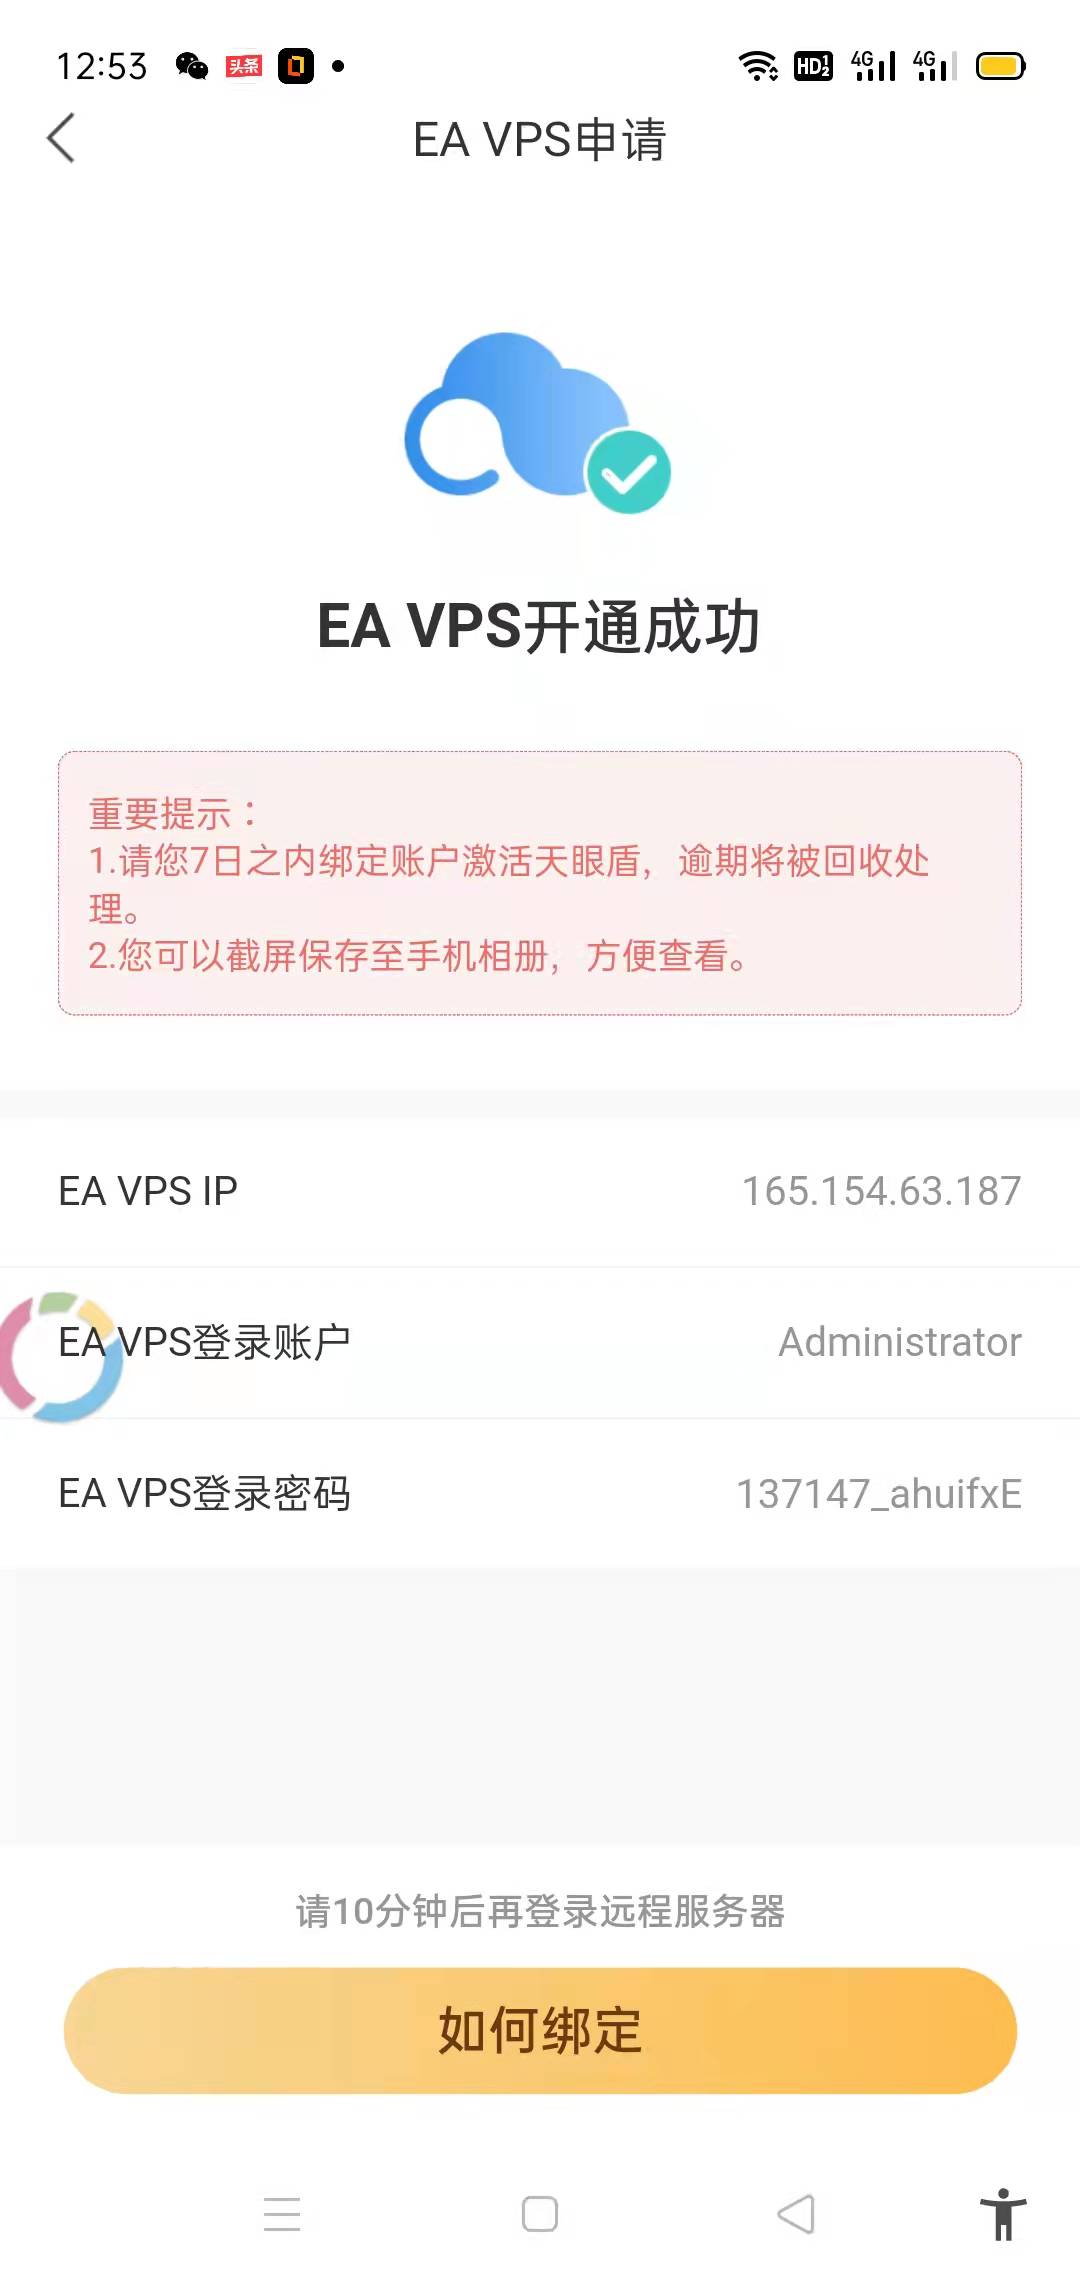 12:53 头条 HD 1 2 4G 4G
EA VPS申请
EA VPS开通成功
重要提示：
1.请您7日之内绑定账户激活天眼盾，逾期将被回收处
理。
2.您可以截屏保存至手机相册，方便查看。
EA VPS IP 165.154.63.187
EA VPS登录账户 Administrator
EA VPS登录密码 137147_ahuifxE
请10分钟后再登录远程服务器
如何绑定